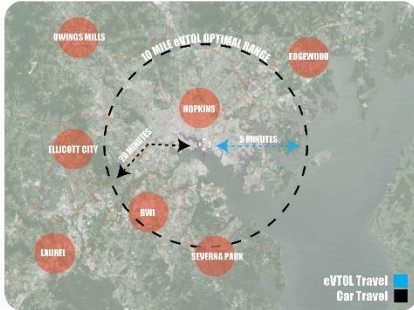 OWINGS MILLS
10 MILE eVTOL OPTIMAL RANGE
EDGEWOOD
HOPKINS
ELLICOTT CITY
20 MINUTES
5 MINUTES
BWI
LAUREL
SEVERNA PARK
eVTOL Travel
Car Travel